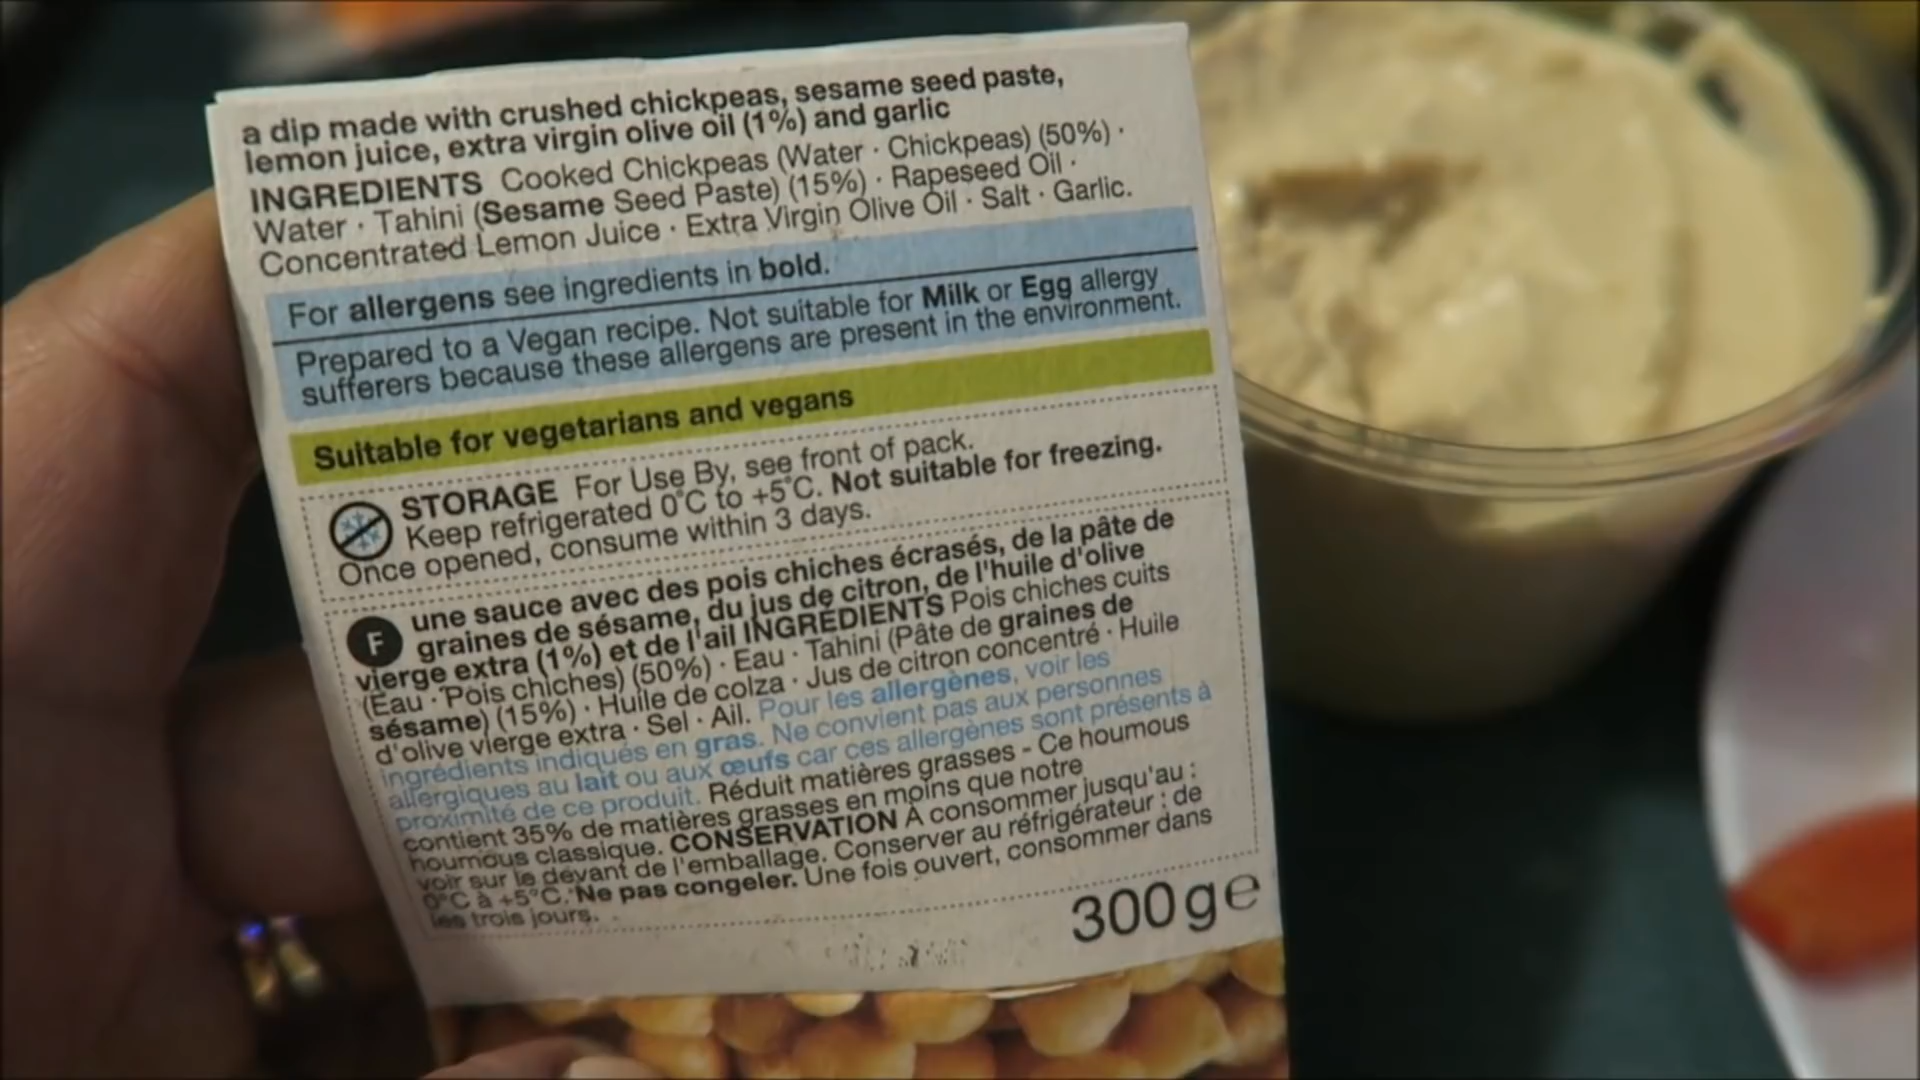 a dip made with crushed chickpeas, sesame seed paste,
lemon juice, extra virgin olive oil (1%) and garlic
INGREDIENTS Cooked Chickpeas (Water · Chickpeas) (50%) ·
Water · Tahini (Sesame Seed Paste) (15%) · Rapeseed Oil ·
Concentrated Lemon Juice · Extra Virgin Olive Oil · Salt · Garlic.
For allergens see ingredients in bold.
Prepared to a Vegan recipe. Not suitable for Milk or Egg allergy
sufferers because these allergens are present in the environment.
Suitable for vegetarians and vegans
STORAGE For Use By, see front of pack.
Keep refrigerated 0°C to +5°C. Not suitable for freezing.
Once opened, consume within 3 days.
F une sauce avec des pois chiches écrasés, de la pâte de
graines de sésame, du jus de citron, de l'huile d'olive
vierge extra (1%) et de l'ail INGRÉDIENTS Pois chiches cuits
(Eau · Pois chiches) (50%) · Eau · Tahini (Pâte de graines de
sésame) (15%) · Huile de colza · Jus de citron concentré · Huile
d'olive vierge extra · Sel · Ail. Pour les allergènes, voir les
ingrédients indiqués en gras. Ne convient pas aux personnes
allergiques au lait ou aux œufs car ces allergènes sont présents à
proximité de ce produit. Réduit matières grasses - Ce houmous
contient 35% de matières grasses en moins que notre
houmous classique. CONSERVATION À consommer jusqu'au :
voir sur le devant de l'emballage. Conserver au réfrigérateur : de
0°C à +5°C. Ne pas congeler. Une fois ouvert, consommer dans
les trois jours.
300g℮